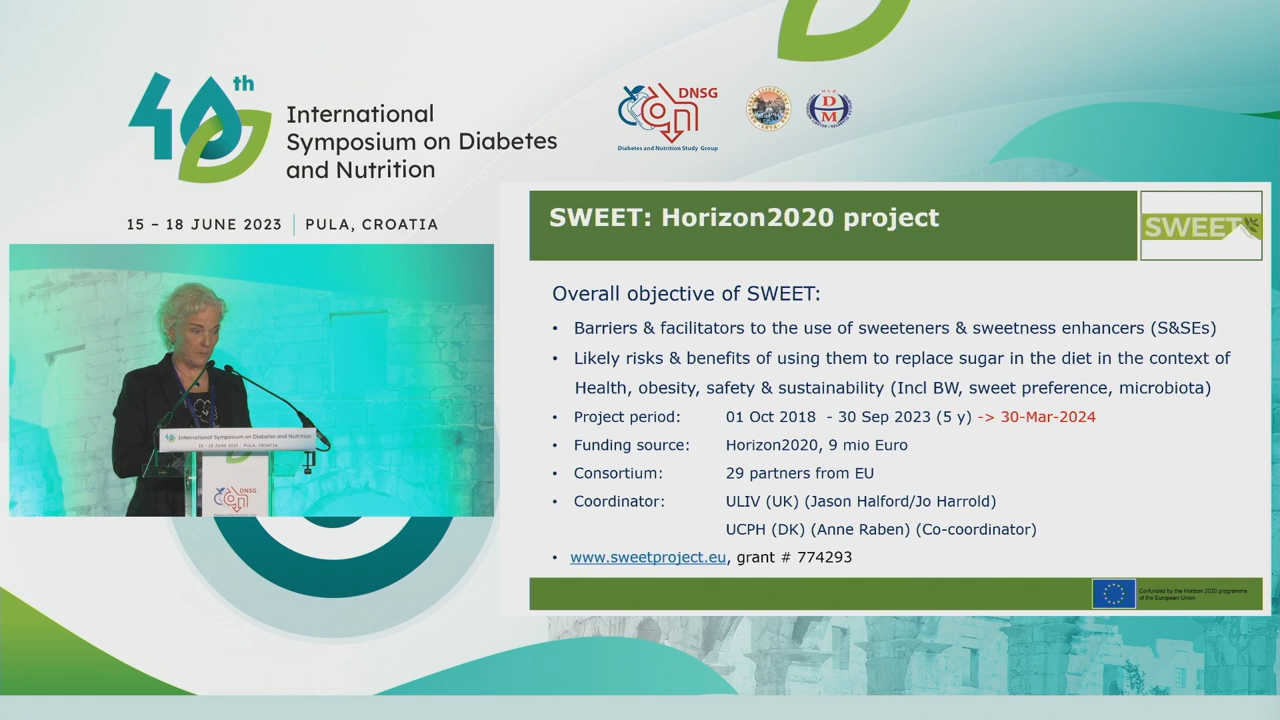 40th
International
Symposium on Diabetes
and Nutrition
15 – 18 JUNE 2023 | PULA, CROATIA
DNSG
Diabetes and Nutrition Study Group
SWEET: Horizon2020 project
SWEET
Overall objective of SWEET:
• Barriers & facilitators to the use of sweeteners & sweetness enhancers (S&SEs)
• Likely risks & benefits of using them to replace sugar in the diet in the context of
Health, obesity, safety & sustainability (Incl BW, sweet preference, microbiota)
• Project period: 01 Oct 2018 - 30 Sep 2023 (5 y) -> 30-Mar-2024
• Funding source: Horizon2020, 9 mio Euro
• Consortium: 29 partners from EU
• Coordinator: ULIV (UK) (Jason Halford/Jo Harrold)
UCPH (DK) (Anne Raben) (Co-coordinator)
• www.sweetproject.eu, grant # 774293
Co-funded by the Horizon 2020 programme
of the European Union
International Symposium on Diabetes and Nutrition
15 - 18 JUNE 2023 | PULA, CROATIA
DNSG